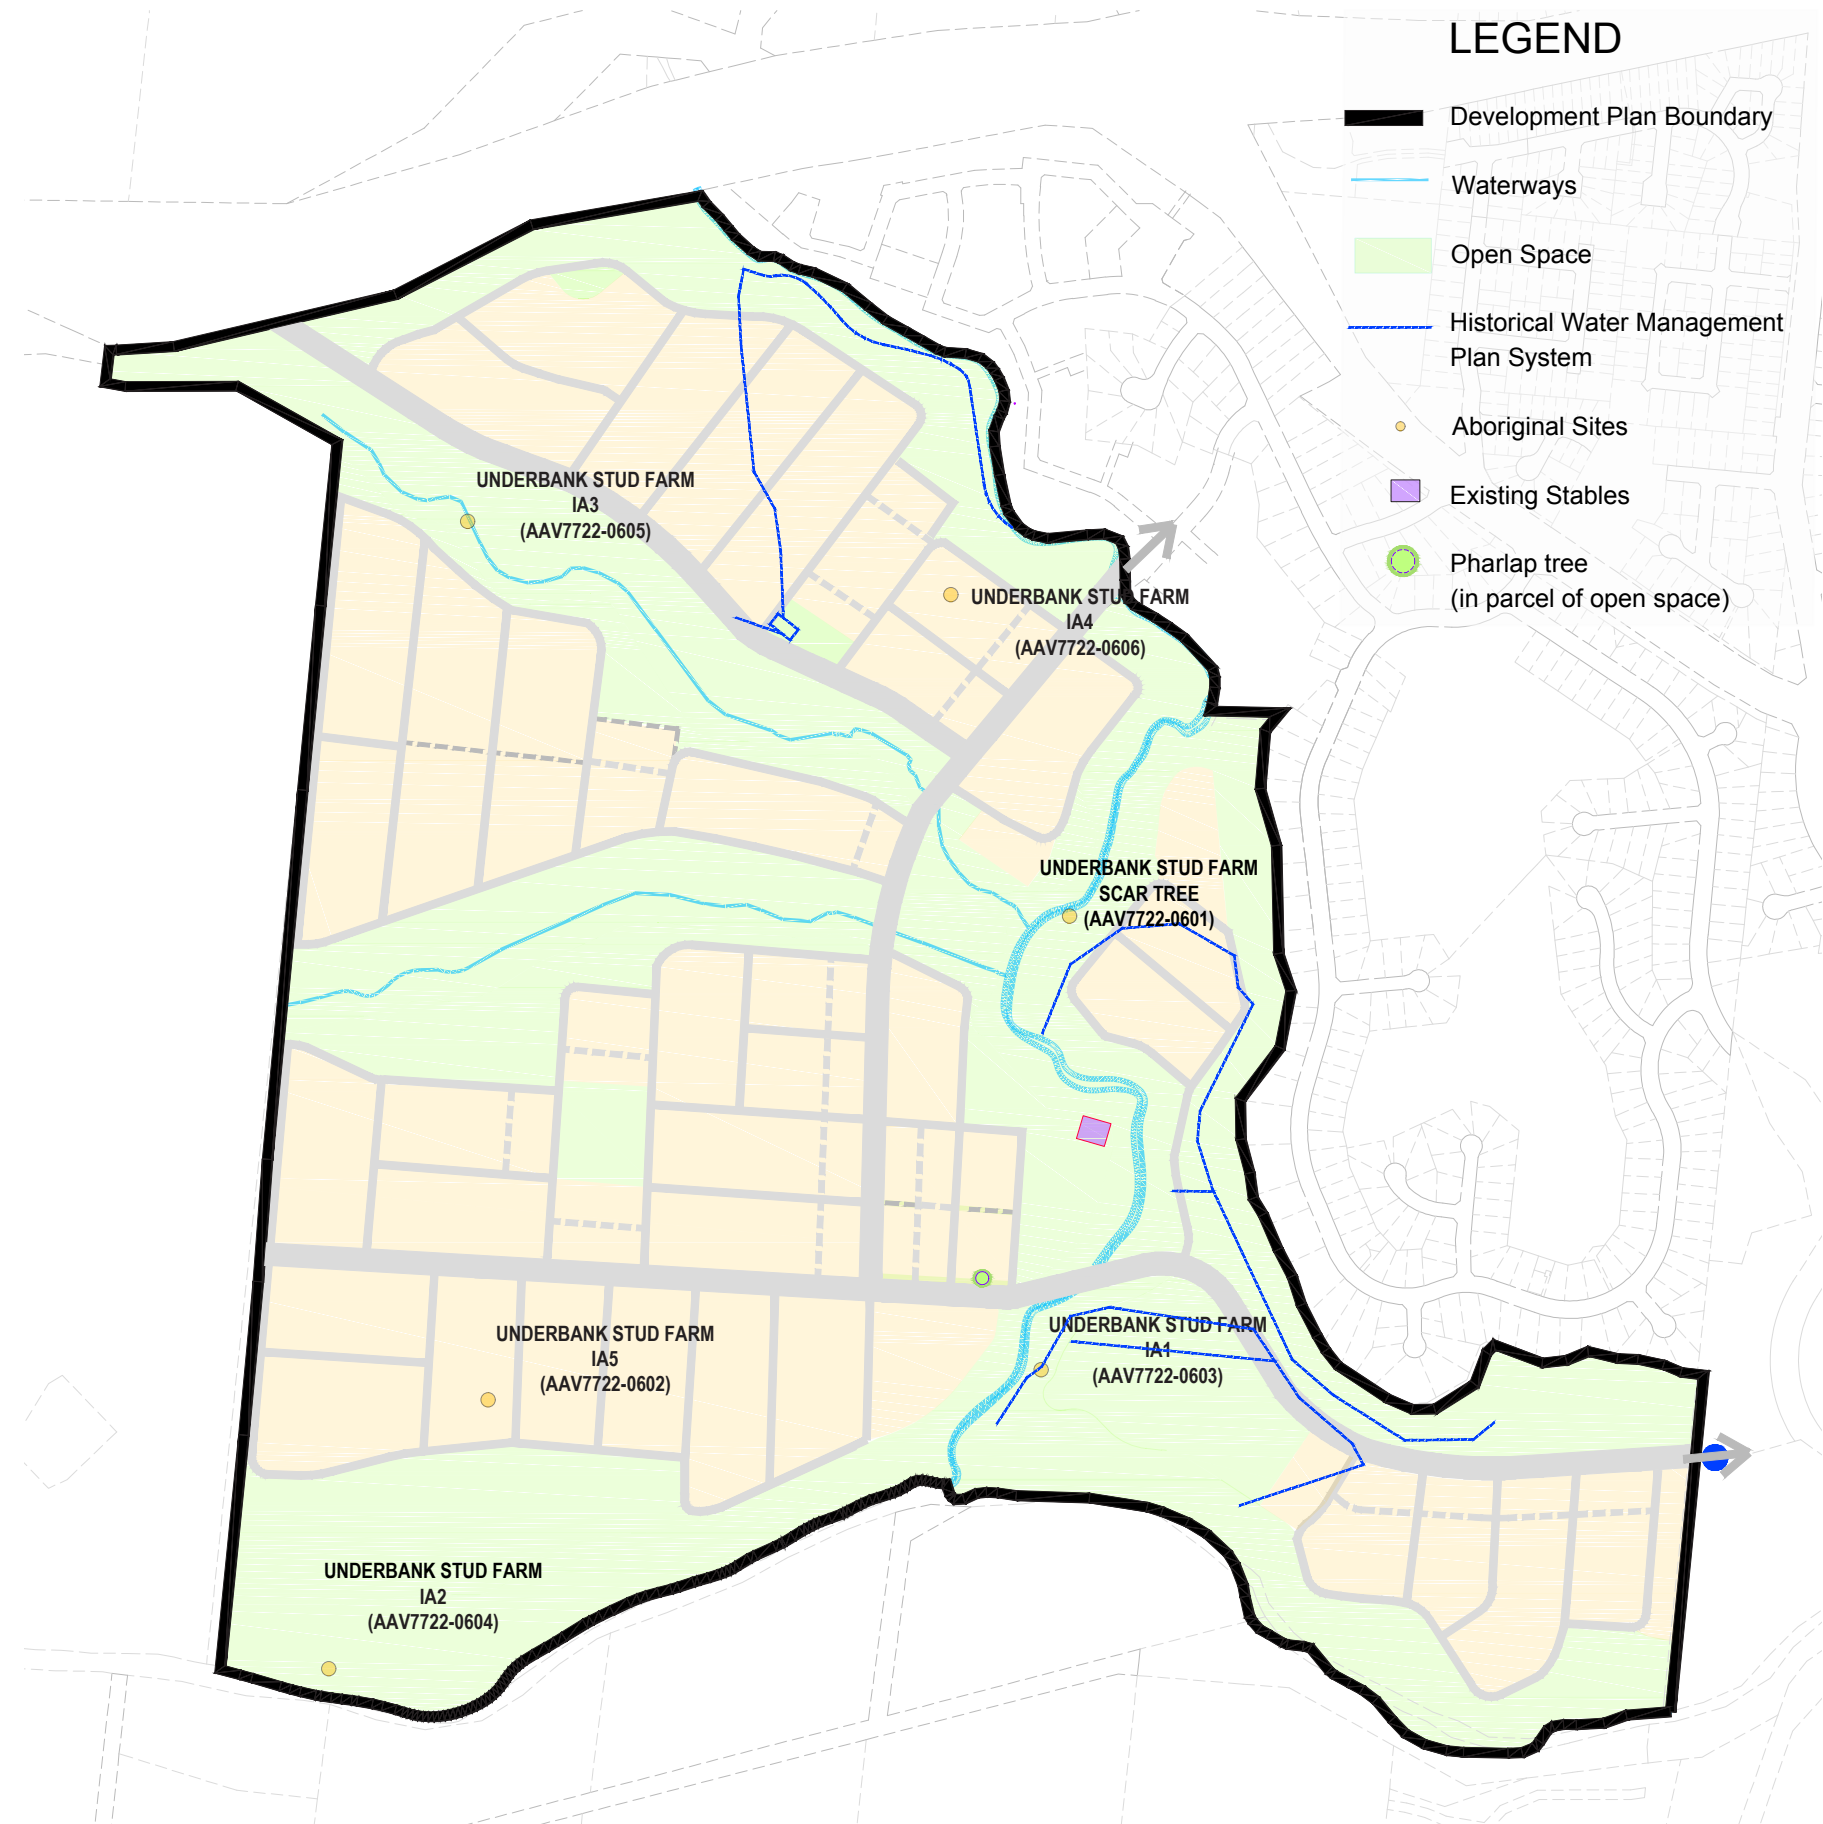 LEGEND
Development Plan Boundary
Waterways
Open Space
Historical Water Management
Plan System
Aboriginal Sites
Existing Stables
Pharlap tree
(in parcel of open space)
UNDERBANK STUD FARM
IA3
(AAV7722-0605)
UNDERBANK STUD FARM
IA4
(AAV7722-0606)
UNDERBANK STUD FARM
SCAR TREE
(AAV7722-0601)
UNDERBANK STUD FARM
IA1
(AAV7722-0603)
UNDERBANK STUD FARM
IA5
(AAV7722-0602)
UNDERBANK STUD FARM
IA2
(AAV7722-0604)